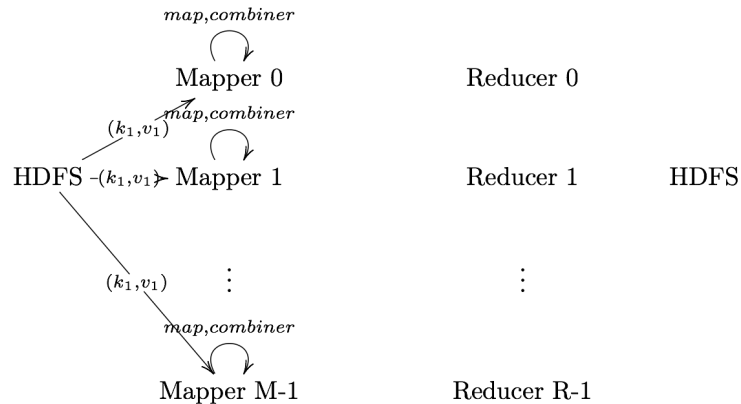 map,combiner
Mapper 0 Reducer 0
(k₁,v₁) map,combiner
HDFS (k₁,v₁) Mapper 1 Reducer 1 HDFS
(k₁,v₁) ⋮ ⋮
map,combiner
Mapper M-1 Reducer R-1